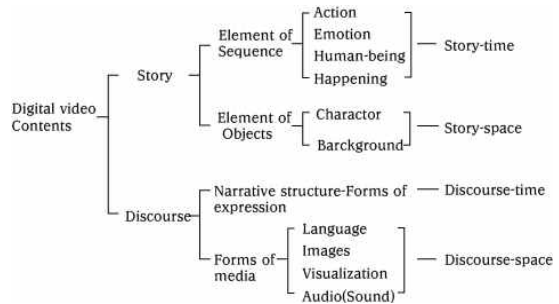 Digital video
Contents
Story
Element of
Sequence
Action
Emotion
Human-being
Happening
Story-time
Element of
Objects
Charactor
Barckground
Story-space
Discourse
Narrative structure-Forms of
expression
Discourse-time
Forms of
media
Language
Images
Visualization
Audio(Sound)
Discourse-space